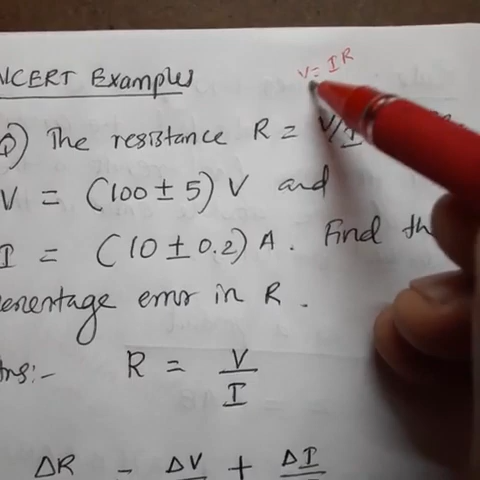 NCERT Examples
V = IR
Q) The resistance R = V/I
V = (100 ± 5) V and
I = (10 ± 0.2) A. Find
percentage error in R.
Ans:- R = V
I
ΔR = ΔV + ΔI